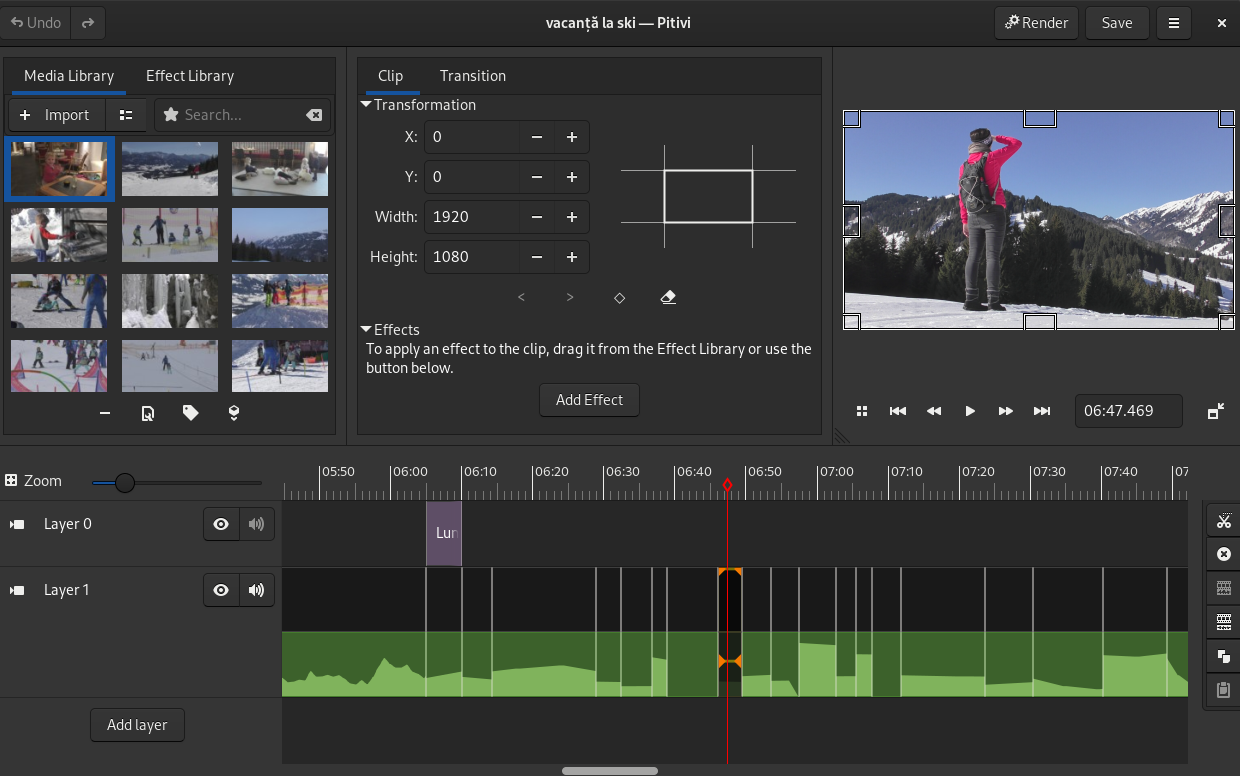 Undo
vacanță la ski — Pitivi
Render
Save
Media Library
Effect Library
Clip
Transition
Import
Search...
Transformation
X:
0
Y:
0
Width:
1920
Height:
1080
Effects
To apply an effect to the clip, drag it from the Effect Library or use the
button below.
Add Effect
06:47.469
Zoom
05:50
06:00
06:10
06:20
06:30
06:40
06:50
07:00
07:10
07:20
07:30
07:40
07
Layer 0
Lun
Layer 1
Add layer